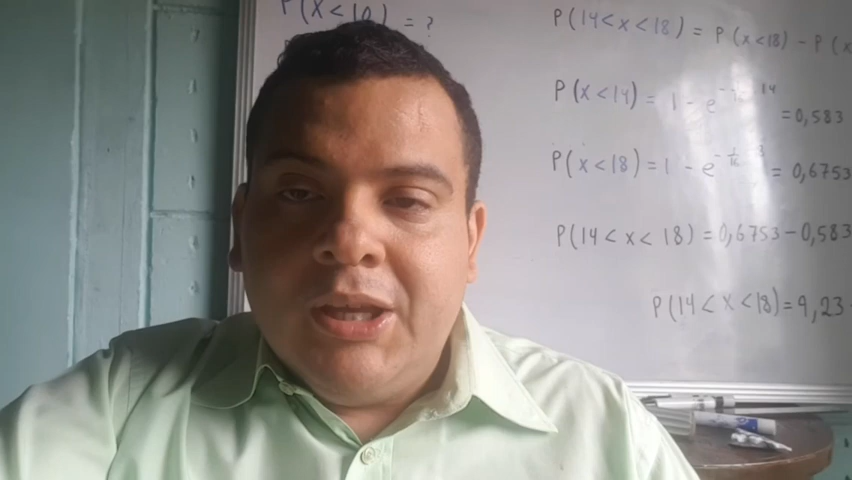 P(X<10) = ?
P(14<x<18) = P(x<18) - P(x
P(x<14) = 1 - e 14
= 0,583
P(x<18) = 1 - e
= 0,6753
P(14<x<18) = 0,6753-0,583
P(14<x<18)=9,23